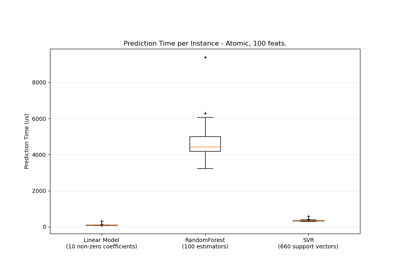 Prediction Time per Instance - Atomic, 100 feats.
Prediction Time (us)
8000
6000
4000
2000
0
Linear Model
(10 non-zero coefficients)
RandomForest
(100 estimators)
SVR
(660 support vectors)